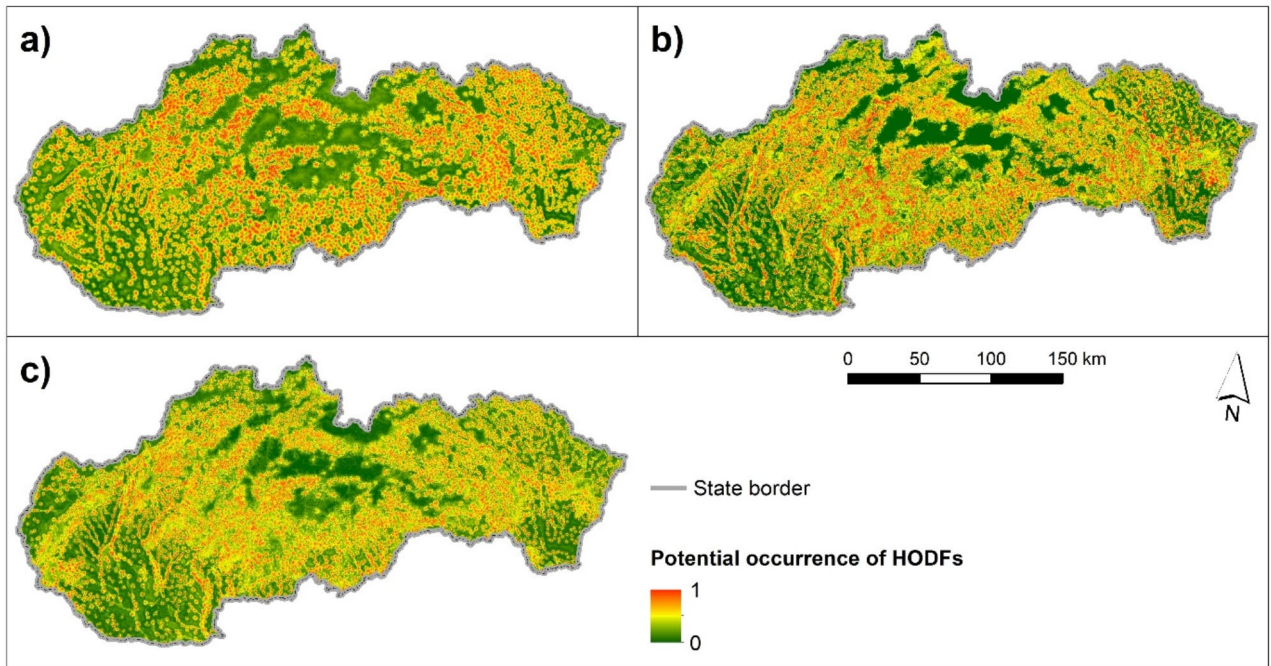 a)
b)
c)
0 50 100 150 km
N
State border
Potential occurrence of HODFs
1
0